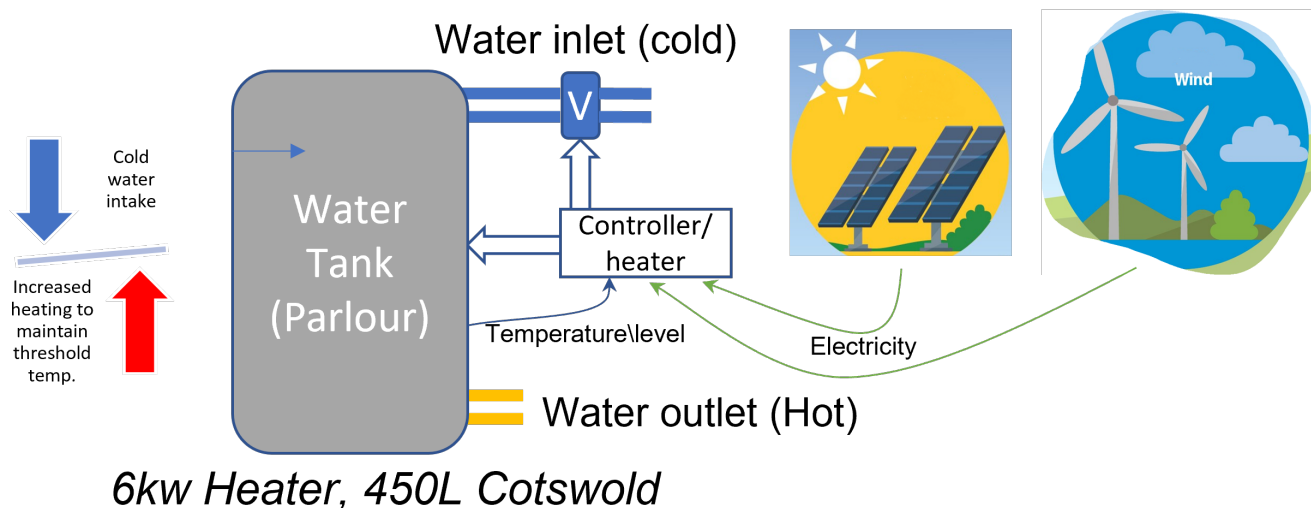 Water inlet (cold)
V
Wind
Cold
water
intake
Water
Tank
(Parlour)
Controller/
heater
Increased
heating to
maintain
threshold
temp.
Temperature\level
Electricity
Water outlet (Hot)
6kw Heater, 450L Cotswold